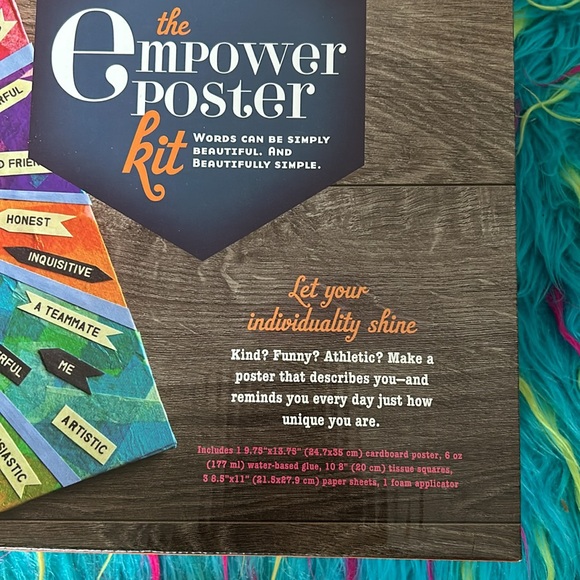 the
empower
poster
kit
Words can be simply
beautiful. And
Beautifully simple.
HONEST
INQUISITIVE
A TEAMMATE
ME
ARTISTIC
Let your
individuality shine
Kind? Funny? Athletic? Make a
poster that describes you—and
reminds you every day just how
unique you are.
Includes 1 9.75"x13.75" (24.7x35 cm) cardboard poster, 6 oz
(177 ml) water-based glue, 10 8" (20 cm) tissue squares,
3 8.5"x11" (21.5x27.9 cm) paper sheets, 1 foam applicator